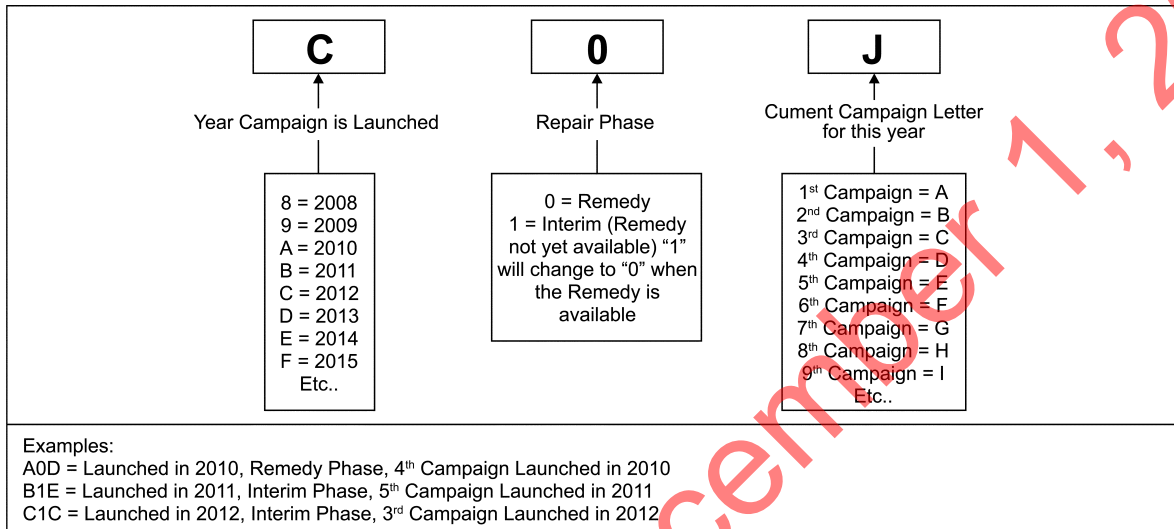 C 0 J
Year Campaign is Launched
Repair Phase
Cument Campaign Letter
for this year
8 = 2008
9 = 2009
A = 2010
B = 2011
C = 2012
D = 2013
E = 2014
F = 2015
Etc..
0 = Remedy
1 = Interim (Remedy
not yet available) “1”
will change to “0” when
the Remedy is
available
1st Campaign = A
2nd Campaign = B
3rd Campaign = C
4th Campaign = D
5th Campaign = E
6th Campaign = F
7th Campaign = G
8th Campaign = H
9th Campaign = I
Etc..
Examples:
A0D = Launched in 2010, Remedy Phase, 4th Campaign Launched in 2010
B1E = Launched in 2011, Interim Phase, 5th Campaign Launched in 2011
C1C = Launched in 2012, Interim Phase, 3rd Campaign Launched in 2012